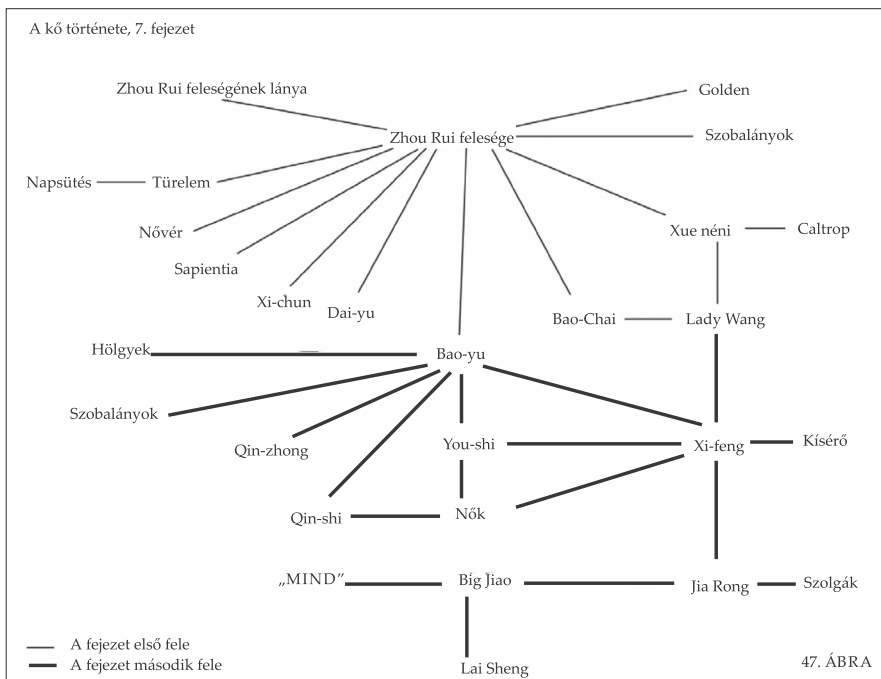 A kő története, 7. fejezet
Zhou Rui feleségének lánya
Golden
Zhou Rui felesége
Szobalányok
Napsütés
Türelem
Nővér
Xue néni
Caltrop
Sapientia
Xi-chun
Dai-yu
Bao-Chai
Lady Wang
Hölgyek
Bao-yu
Szobalányok
Qin-zhong
You-shi
Xi-feng
Kísérő
Qin-shi
Nők
„MIND”
Big Jiao
Jia Rong
Szolgák
A fejezet első fele
A fejezet második fele
Lai Sheng
47. ÁBRA